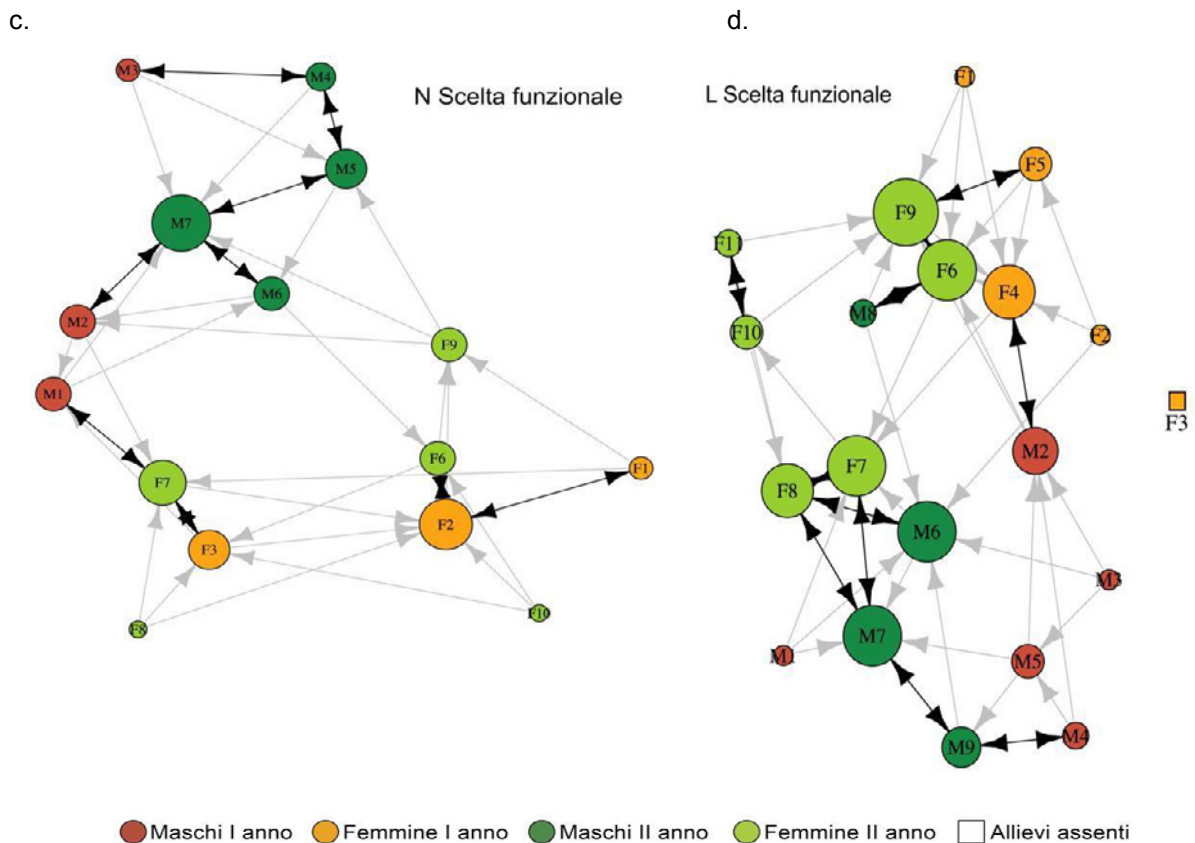 c.
d.
N Scelta funzionale
L Scelta funzionale
M3
M4
M5
M7
M6
M2
F9
M1
F6
F1
F7
F2
F3
F10
F8
F1
F5
F9
F11
F6
F4
M8
F10
F2
F3
M2
F7
F8
M6
M3
M7
M1
M5
M9
M4
Maschi I anno Femmine I anno Maschi II anno Femmine II anno Allievi assenti